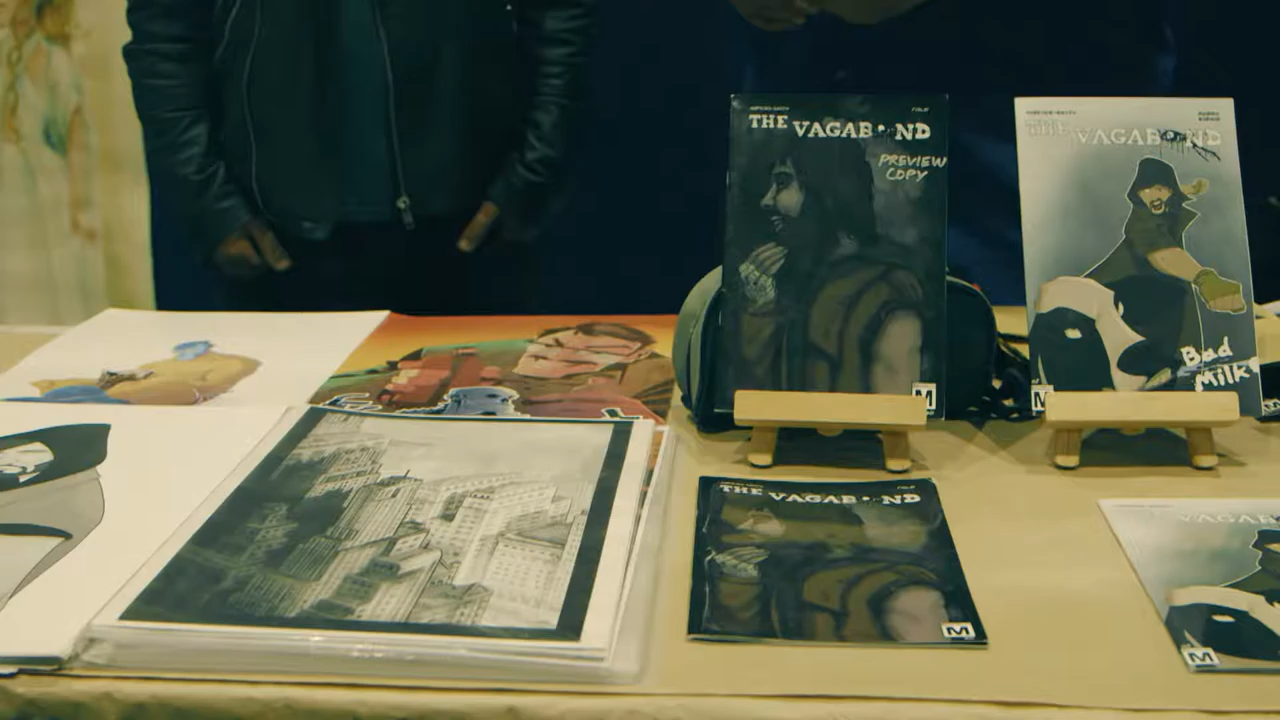 THE VAGABOND
PREVIEW
COPY
M
THE VAGABOND
Bad
Milk
M
THE VAGABOND
M
VAGAB
M